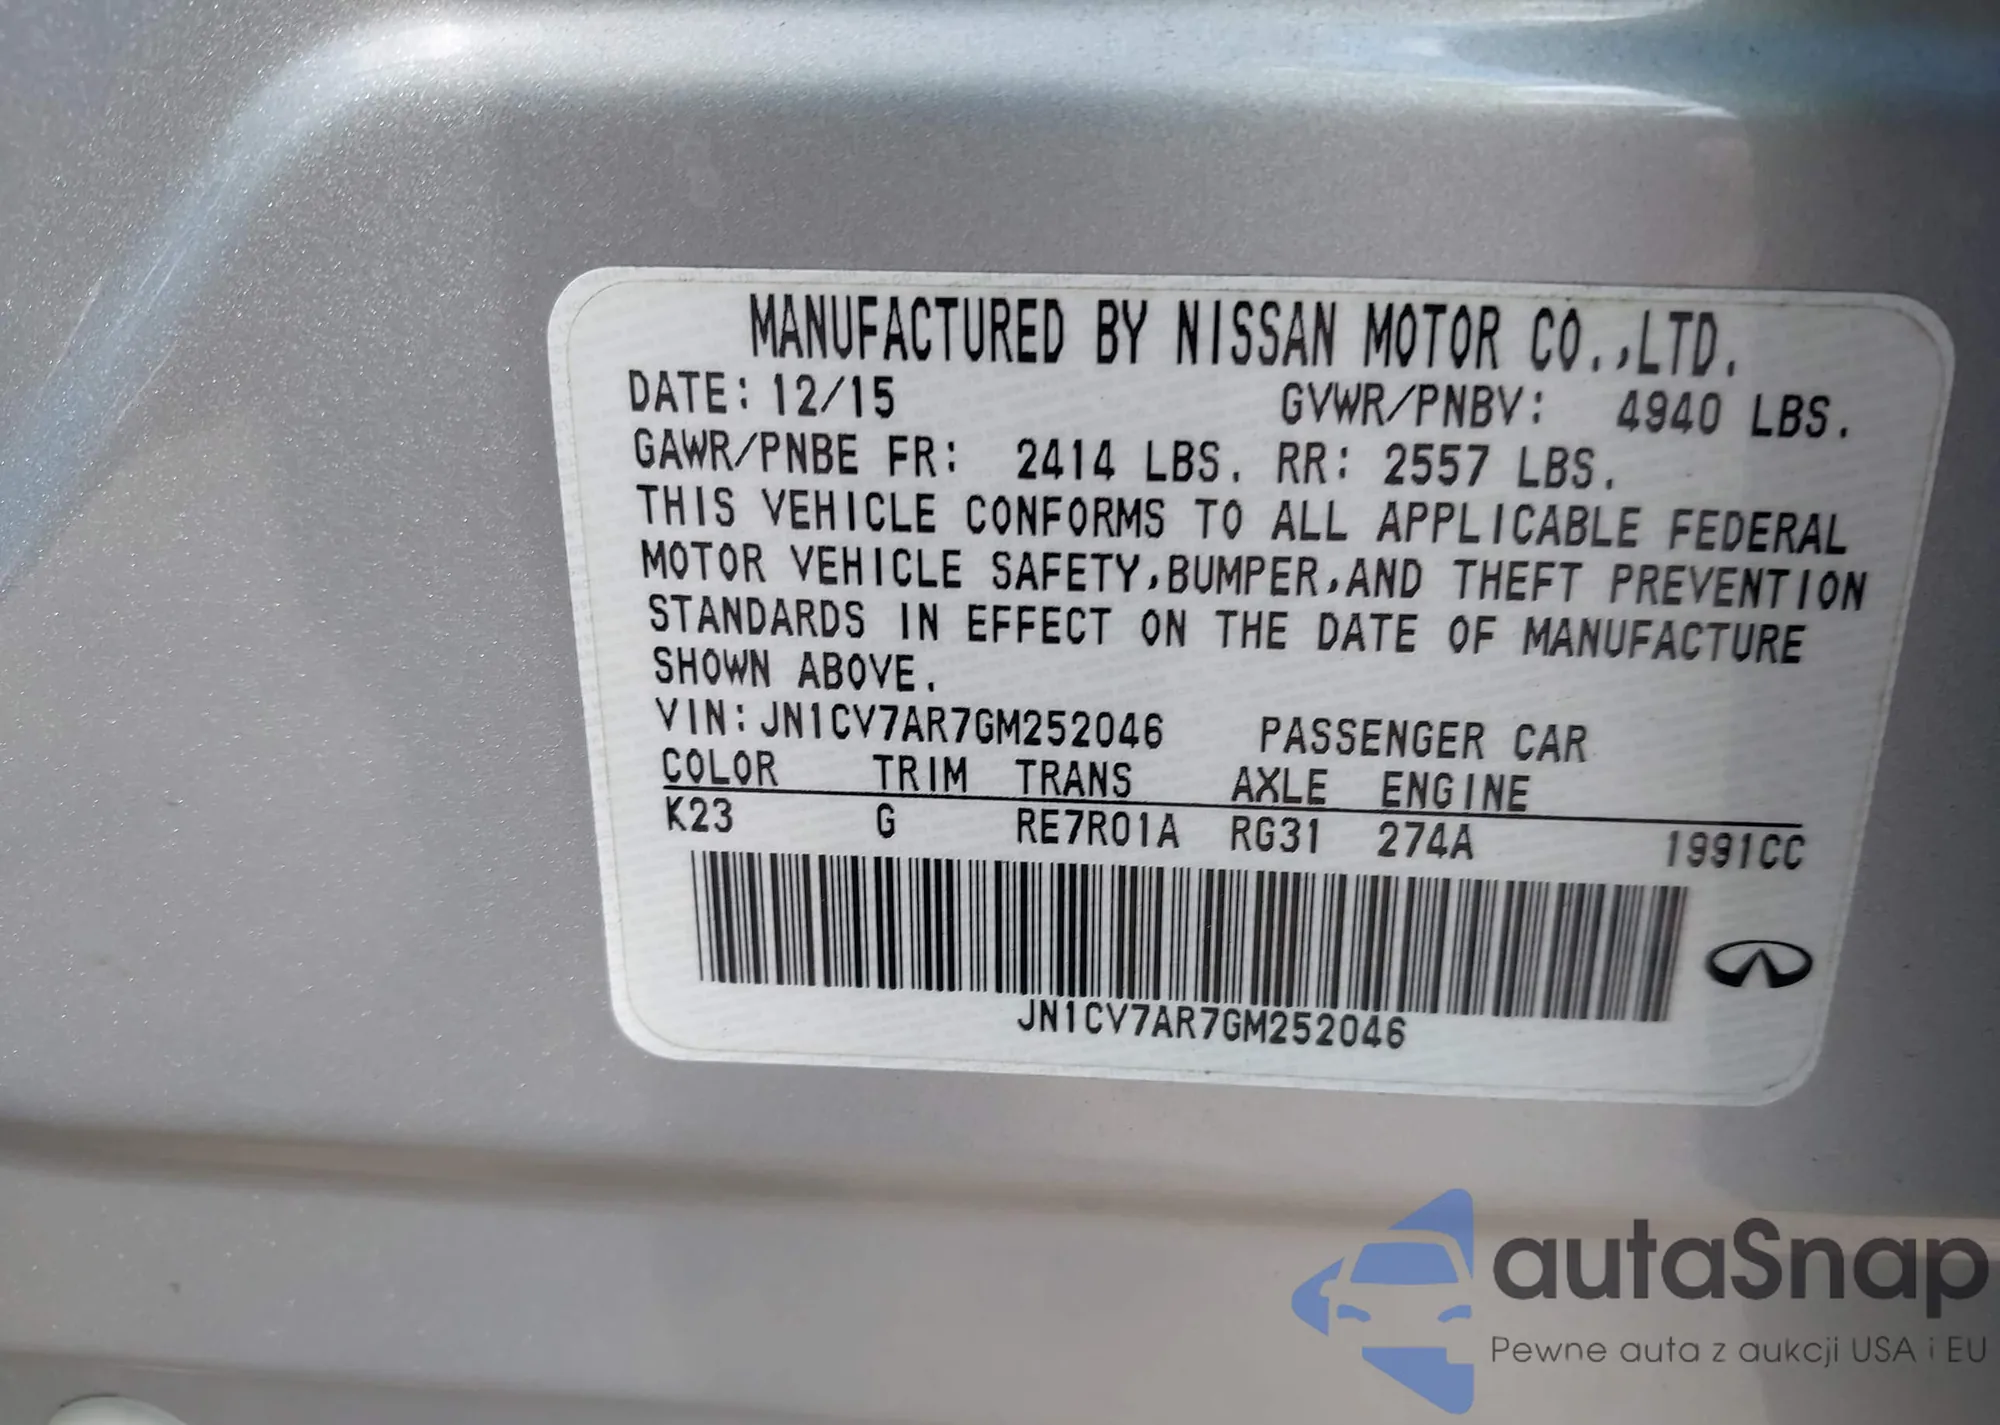 MANUFACTURED BY NISSAN MOTOR CO.,LTD.
DATE: 12/15 GVWR/PNBV: 4940 LBS.
GAWR/PNBE FR: 2414 LBS. RR: 2557 LBS.
THIS VEHICLE CONFORMS TO ALL APPLICABLE FEDERAL
MOTOR VEHICLE SAFETY,BUMPER,AND THEFT PREVENTION
STANDARDS IN EFFECT ON THE DATE OF MANUFACTURE
SHOWN ABOVE.
VIN:JN1CV7AR7GM252046 PASSENGER CAR
COLOR TRIM TRANS AXLE ENGINE
K23 G RE7R01A RG31 274A 1991CC
JN1CV7AR7GM252046
autaSnap
Pewne auta z aukcji USA i EU